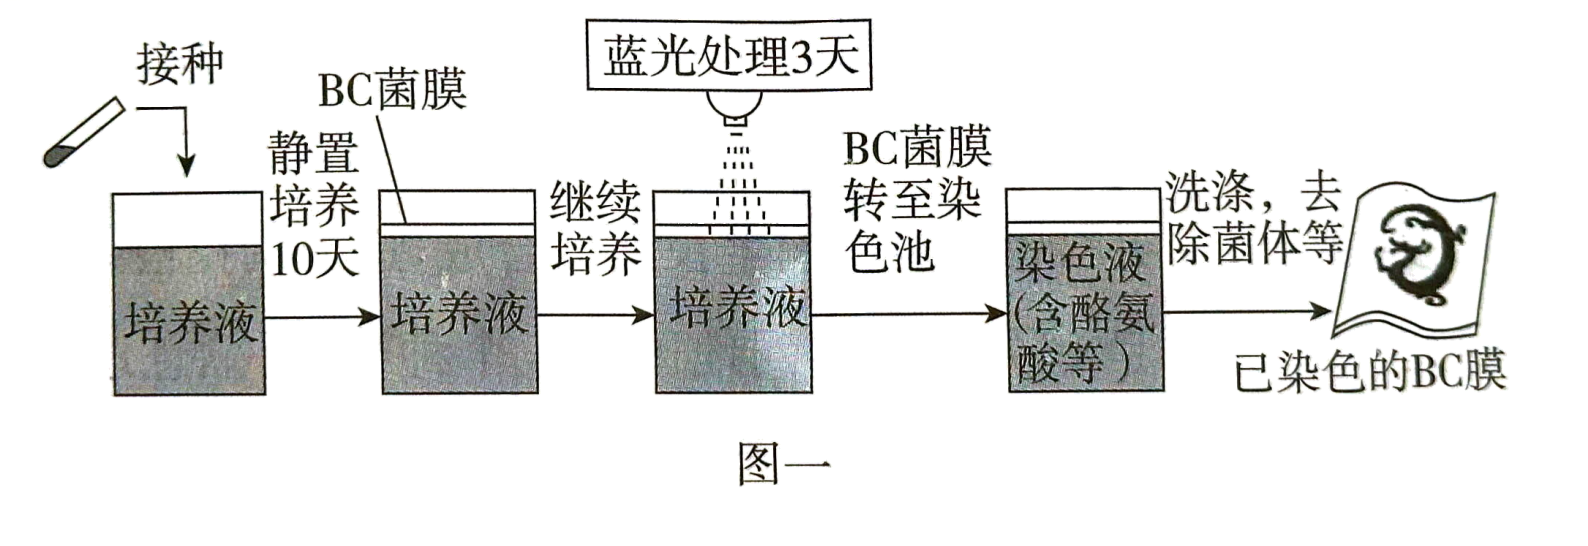 接种
BC菌膜
静置
培养
10天
培养液
培养液
继续
培养
蓝光处理3天
培养液
BC菌膜
转至染
色池
染色液
(含酪氨
酸等）
洗涤，去
除菌体等
已染色的BC膜
图一